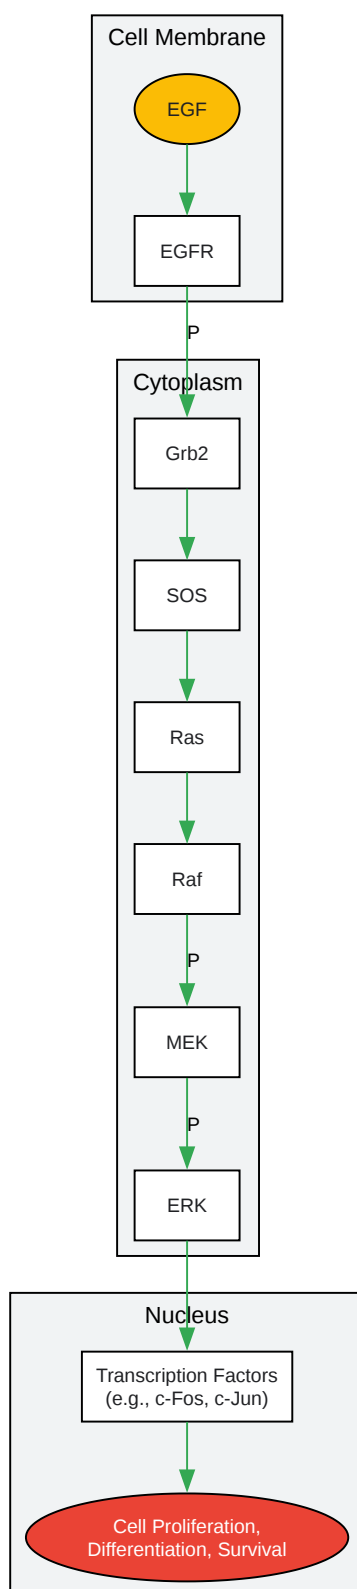 Cell Membrane
EGF
EGFR
P
Cytoplasm
Grb2
SOS
Ras
Raf
P
MEK
P
ERK
Nucleus
Transcription Factors
(e.g., c-Fos, c-Jun)
Cell Proliferation,
Differentiation, Survival